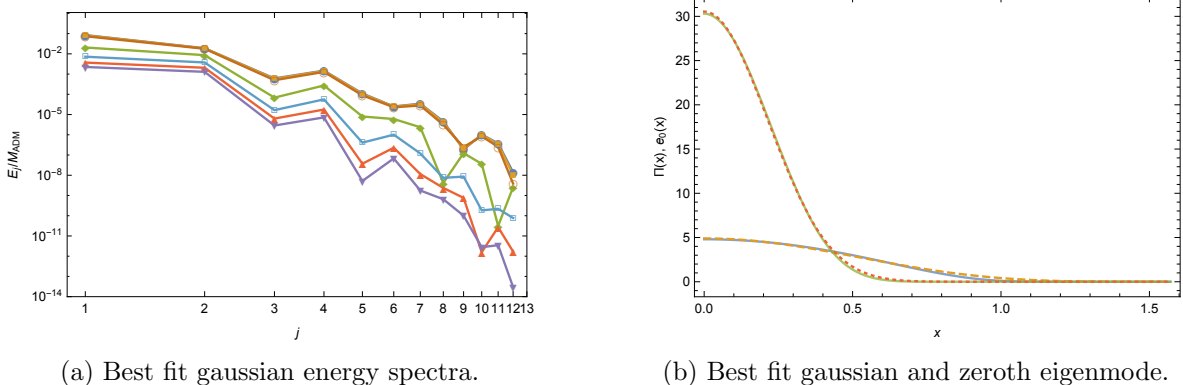 10⁻²
10⁻⁵
10⁻⁸
10⁻¹¹
10⁻¹⁴
E_j/M_ADM
1 2 3 4 5 6 7 8 9 10 11 12 13
j
(a) Best fit gaussian energy spectra.
30
25
20
15
10
5
0
Π(x), e₀(x)
0.0 0.5 1.0 1.5
x
(b) Best fit gaussian and zeroth eigenmode.